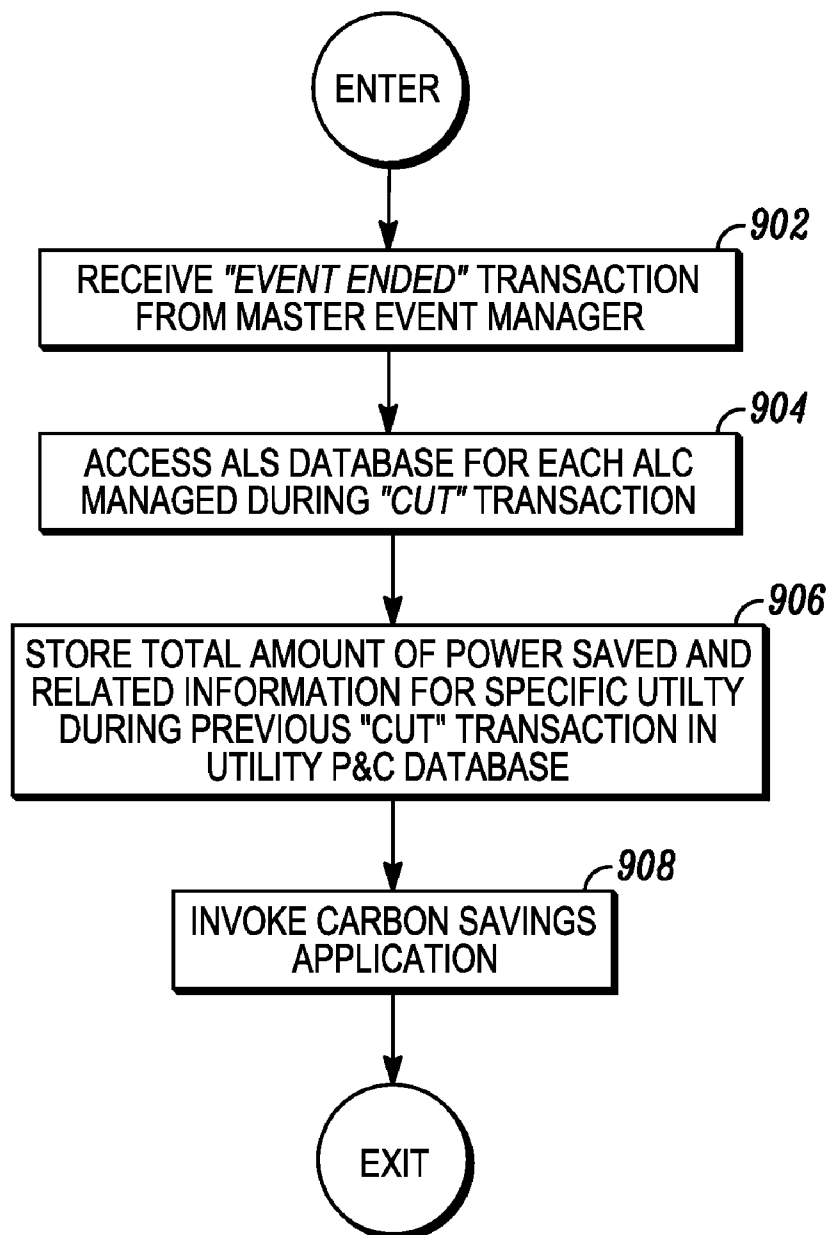 ENTER
902
RECEIVE "EVENT ENDED" TRANSACTION
FROM MASTER EVENT MANAGER
904
ACCESS ALS DATABASE FOR EACH ALC
MANAGED DURING "CUT" TRANSACTION
906
STORE TOTAL AMOUNT OF POWER SAVED AND
RELATED INFORMATION FOR SPECIFIC UTILTY
DURING PREVIOUS "CUT" TRANSACTION IN
UTILITY P&C DATABASE
908
INVOKE CARBON SAVINGS
APPLICATION
EXIT